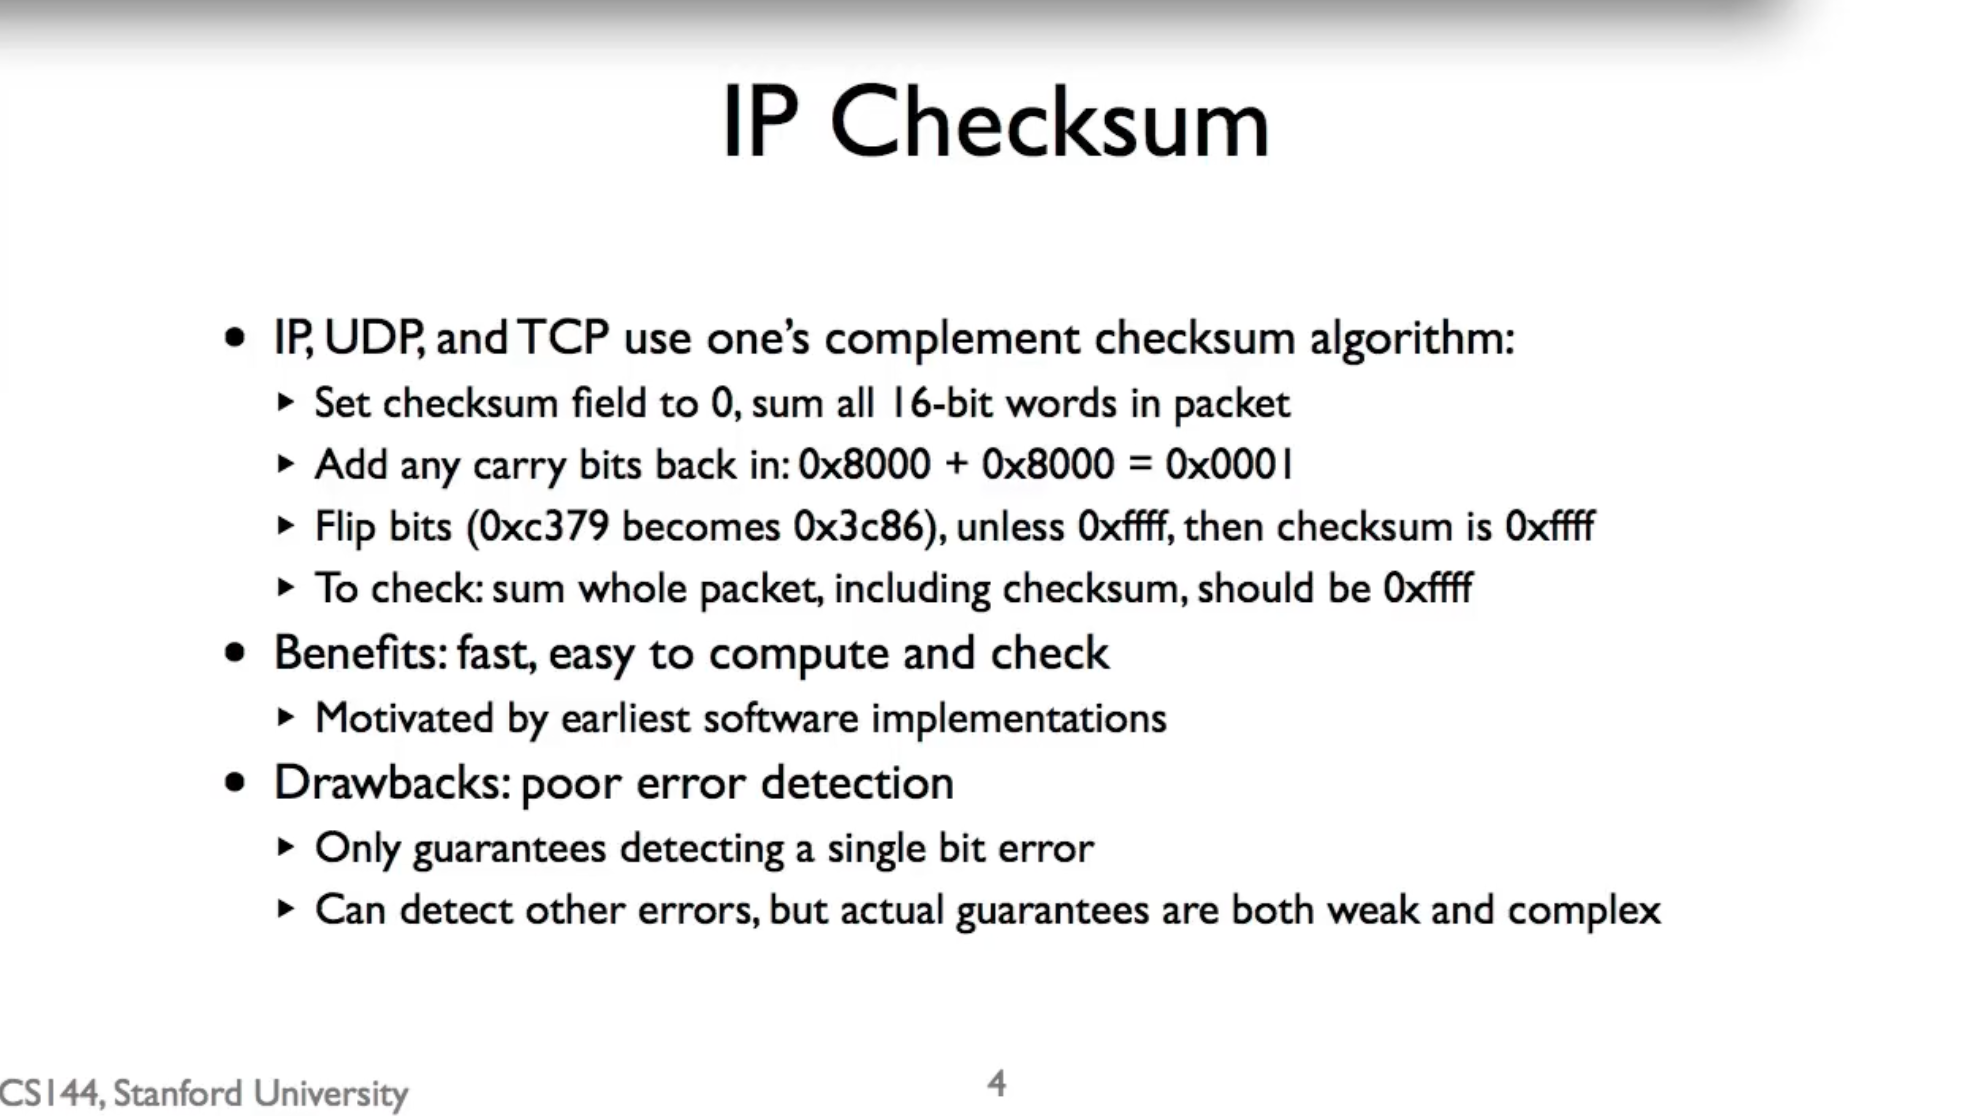 IP Checksum
• IP, UDP, and TCP use one's complement checksum algorithm:
‣ Set checksum field to 0, sum all 16-bit words in packet
‣ Add any carry bits back in: 0x8000 + 0x8000 = 0x0001
‣ Flip bits (0xc379 becomes 0x3c86), unless 0xffff, then checksum is 0xffff
‣ To check: sum whole packet, including checksum, should be 0xffff
• Benefits: fast, easy to compute and check
‣ Motivated by earliest software implementations
• Drawbacks: poor error detection
‣ Only guarantees detecting a single bit error
‣ Can detect other errors, but actual guarantees are both weak and complex
CS144, Stanford University
4